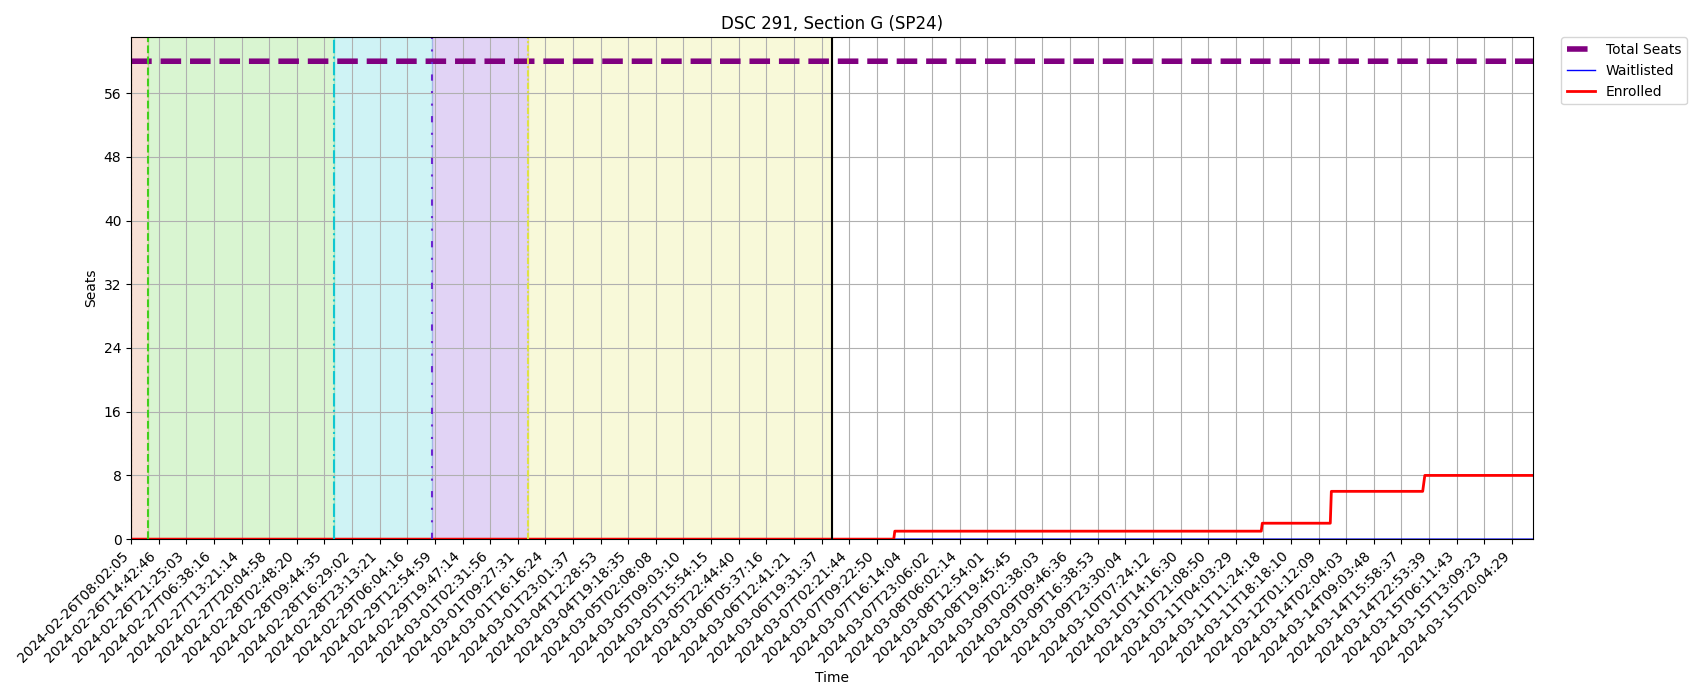 DSC 291, Section G (SP24)
Total Seats
Waitlisted
Enrolled
Seats
56
48
40
32
24
16
8
0
2024-02-26T08:02:05
2024-02-26T14:42:46
2024-02-26T21:25:03
2024-02-27T06:38:16
2024-02-27T13:21:14
2024-02-27T20:04:58
2024-02-28T02:48:20
2024-02-28T09:44:35
2024-02-28T16:29:02
2024-02-28T23:13:21
2024-02-29T06:04:16
2024-02-29T12:54:59
2024-02-29T19:47:14
2024-03-01T02:31:56
2024-03-01T09:27:31
2024-03-01T16:16:24
2024-03-01T23:01:37
2024-03-04T12:28:53
2024-03-04T19:18:35
2024-03-05T02:08:08
2024-03-05T09:03:10
2024-03-05T15:54:15
2024-03-05T22:44:40
2024-03-06T05:37:16
2024-03-06T12:41:21
2024-03-06T19:31:37
2024-03-07T02:21:44
2024-03-07T09:22:50
2024-03-07T16:14:04
2024-03-07T23:06:02
2024-03-08T06:02:14
2024-03-08T12:54:01
2024-03-08T19:45:45
2024-03-09T02:38:03
2024-03-09T09:46:36
2024-03-09T16:38:53
2024-03-09T23:30:04
2024-03-10T07:24:12
2024-03-10T14:16:30
2024-03-10T21:08:50
2024-03-11T04:03:29
2024-03-11T11:24:18
2024-03-11T18:18:10
2024-03-12T01:12:09
2024-03-14T02:04:03
2024-03-14T09:03:48
2024-03-14T15:58:37
2024-03-14T22:53:39
2024-03-15T06:11:43
2024-03-15T13:09:23
2024-03-15T20:04:29
Time